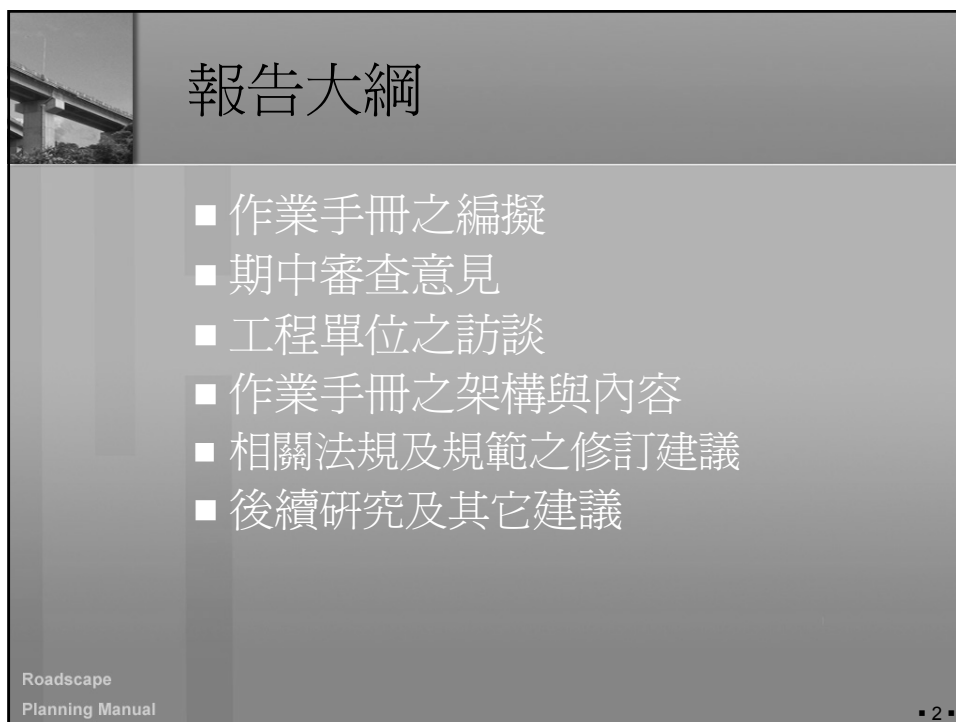 報告大綱
■ 作業手冊之編擬
■ 期中審查意見
■ 工程單位之訪談
■ 作業手冊之架構與內容
■ 相關法規及規範之修訂建議
■ 後續研究及其它建議
Roadscape
Planning Manual
▪ 2 ▪